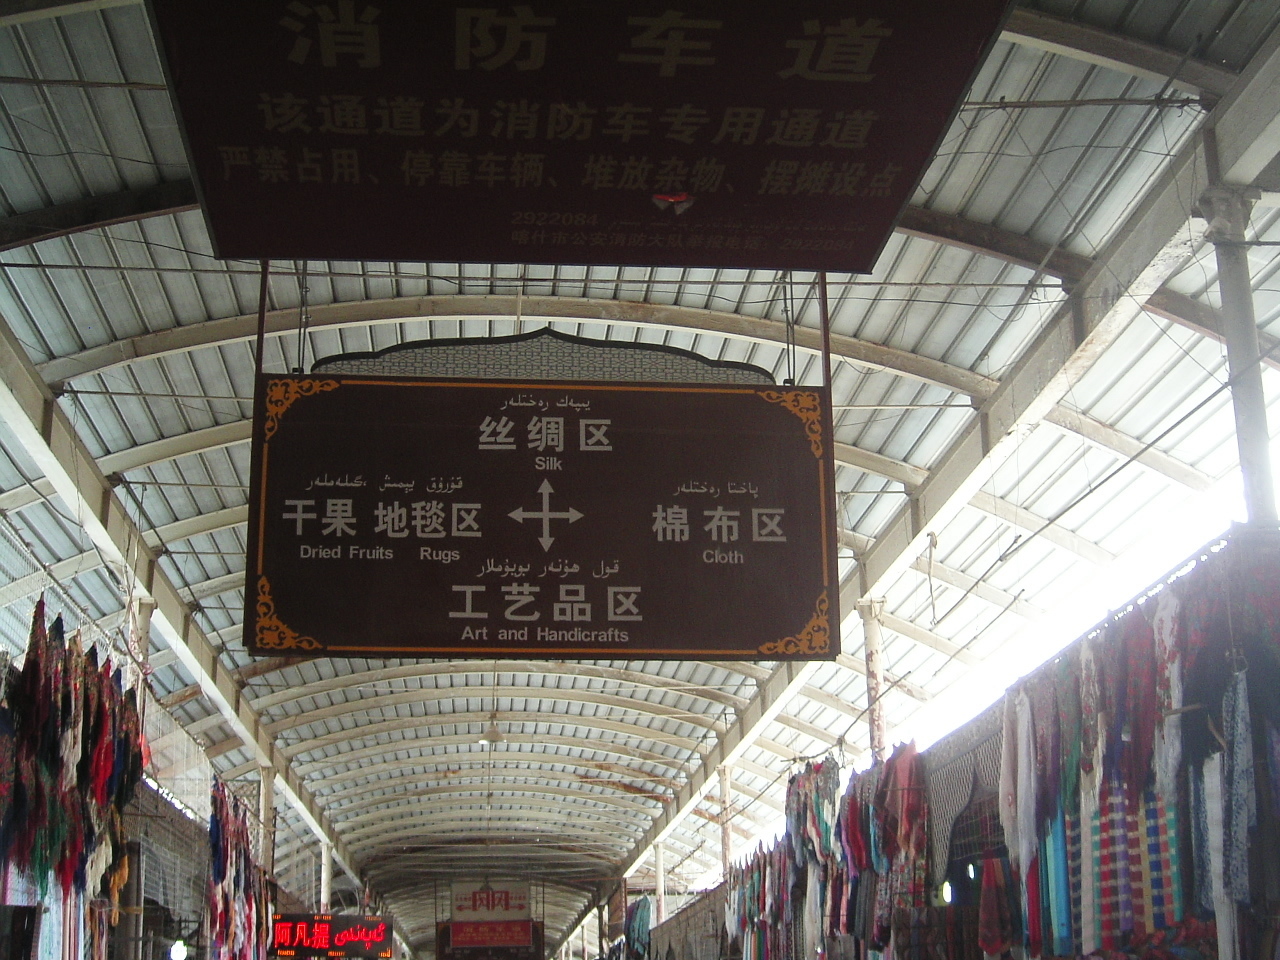 消防车道
该通道为消防车专用通道
严禁占用、停靠车辆、堆放杂物、摆摊设点
2922084
喀什市公安消防大队举报电话：2922084
يىپەك رەختلەر
丝绸区
Silk
قۇرۇق يېمىش ،گىلەملەر
干果 地毯区
Dried Fruits Rugs
پاختا رەختلەر
棉布区
Cloth
قول ھۈنەر بويۇملار
工艺品区
Art and Handicrafts
阿凡提 ئەپەندى